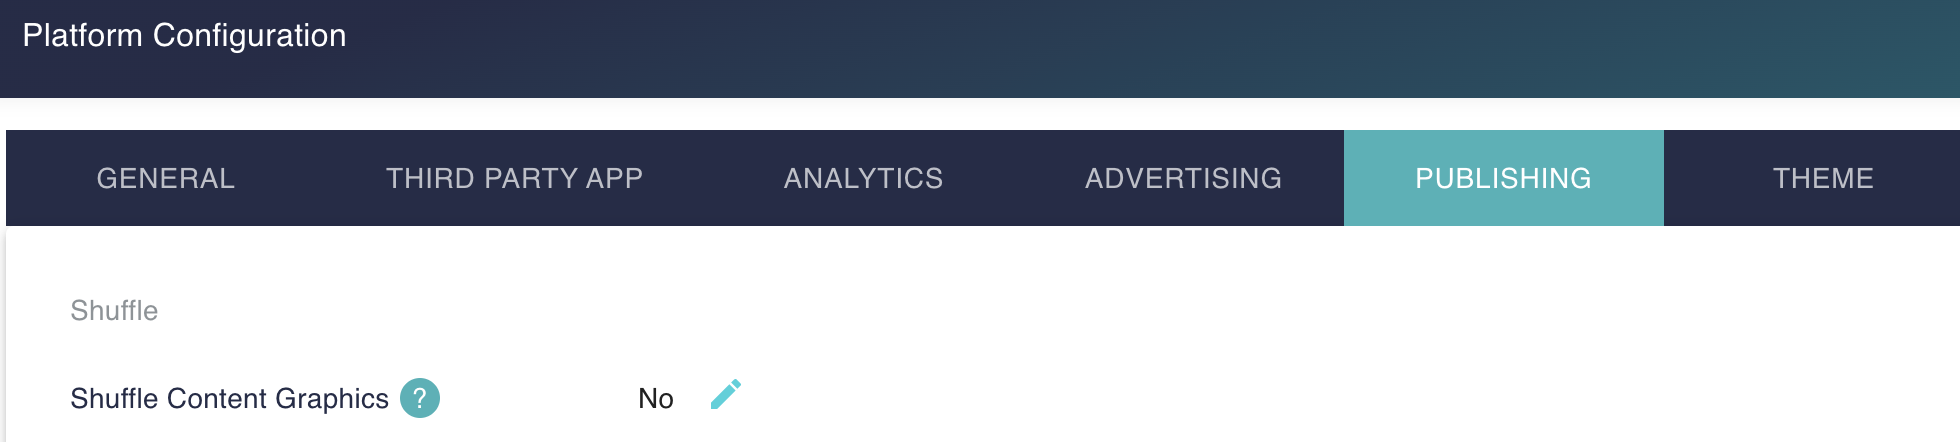 Platform Configuration
GENERAL THIRD PARTY APP ANALYTICS ADVERTISING PUBLISHING THEME
Shuffle
Shuffle Content Graphics ? No